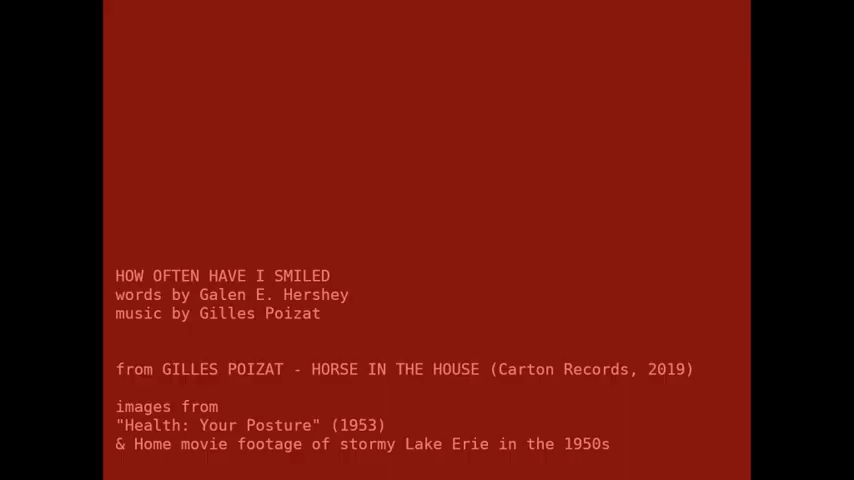 HOW OFTEN HAVE I SMILED
words by Galen E. Hershey
music by Gilles Poizat
from GILLES POIZAT - HORSE IN THE HOUSE (Carton Records, 2019)
images from
"Health: Your Posture" (1953)
& Home movie footage of stormy Lake Erie in the 1950s